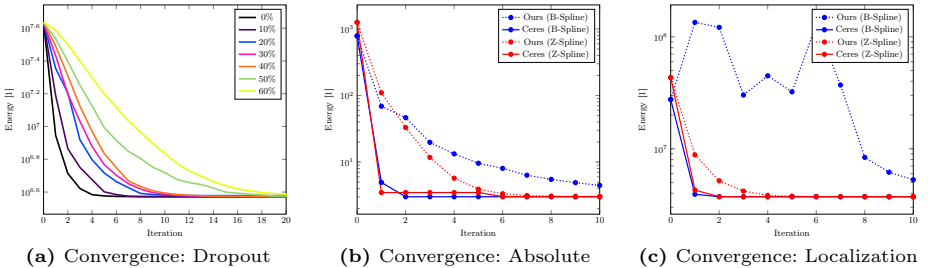 10^7.6
10^7.4
10^7.2
10^7
10^6.8
10^6.6
Energy [1]
0 2 4 6 8 10 12 14 16 18 20
Iteration
0%
10%
20%
30%
40%
50%
60%
(a) Convergence: Dropout
10^3
10^2
10^1
Energy [1]
0 2 4 6 8 10
Iteration
Ours (B-Spline)
Ceres (B-Spline)
Ours (Z-Spline)
Ceres (Z-Spline)
(b) Convergence: Absolute
10^8
10^7
Energy [1]
0 2 4 6 8 10
Iteration
Ours (B-Spline)
Ceres (B-Spline)
Ours (Z-Spline)
Ceres (Z-Spline)
(c) Convergence: Localization